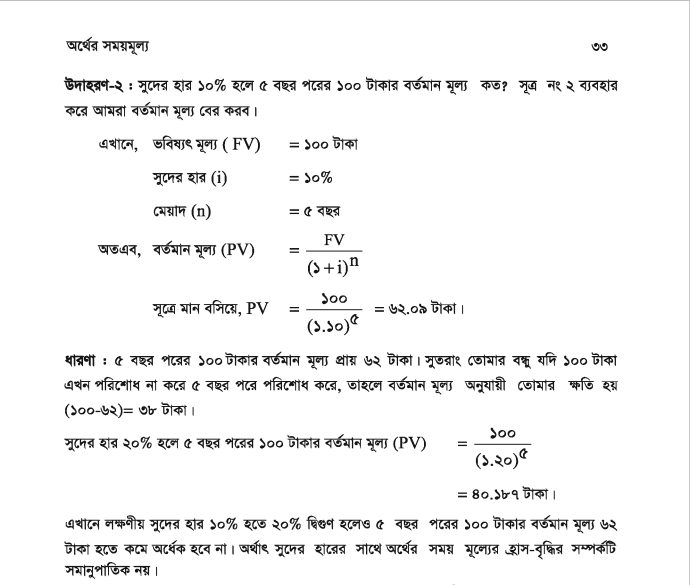 অর্থের সময়মূল্য ৩৩
উদাহরণ-২ : সুদের হার ১০% হলে ৫ বছর পরের ১০০ টাকার বর্তমান মূল্য কত? সূত্র নং ২ ব্যবহার
করে আমরা বর্তমান মূল্য বের করব।
এখানে, ভবিষ্যৎ মূল্য ( FV) = ১০০ টাকা
সুদের হার (i) = ১০%
মেয়াদ (n) = ৫ বছর
অতএব, বর্তমান মূল্য (PV) = FV / (১+i)^n
সূত্রে মান বসিয়ে, PV = ১০০ / (১.১০)^৫ = ৬২.০৯ টাকা।
ধারণা : ৫ বছর পরের ১০০ টাকার বর্তমান মূল্য প্রায় ৬২ টাকা। সুতরাং তোমার বন্ধু যদি ১০০ টাকা
এখন পরিশোধ না করে ৫ বছর পরে পরিশোধ করে, তাহলে বর্তমান মূল্য অনুযায়ী তোমার ক্ষতি হয়
(১০০-৬২)= ৩৮ টাকা।
সুদের হার ২০% হলে ৫ বছর পরের ১০০ টাকার বর্তমান মূল্য (PV) = ১০০ / (১.২০)^৫
= ৪০.১৮৭ টাকা।
এখানে লক্ষণীয় সুদের হার ১০% হতে ২০% দ্বিগুণ হলেও ৫ বছর পরের ১০০ টাকার বর্তমান মূল্য ৬২
টাকা হতে কমে অর্ধেক হবে না। অর্থাৎ সুদের হারের সাথে অর্থের সময় মূল্যের হ্রাস-বৃদ্ধির সম্পর্কটি
সমানুপাতিক নয়।